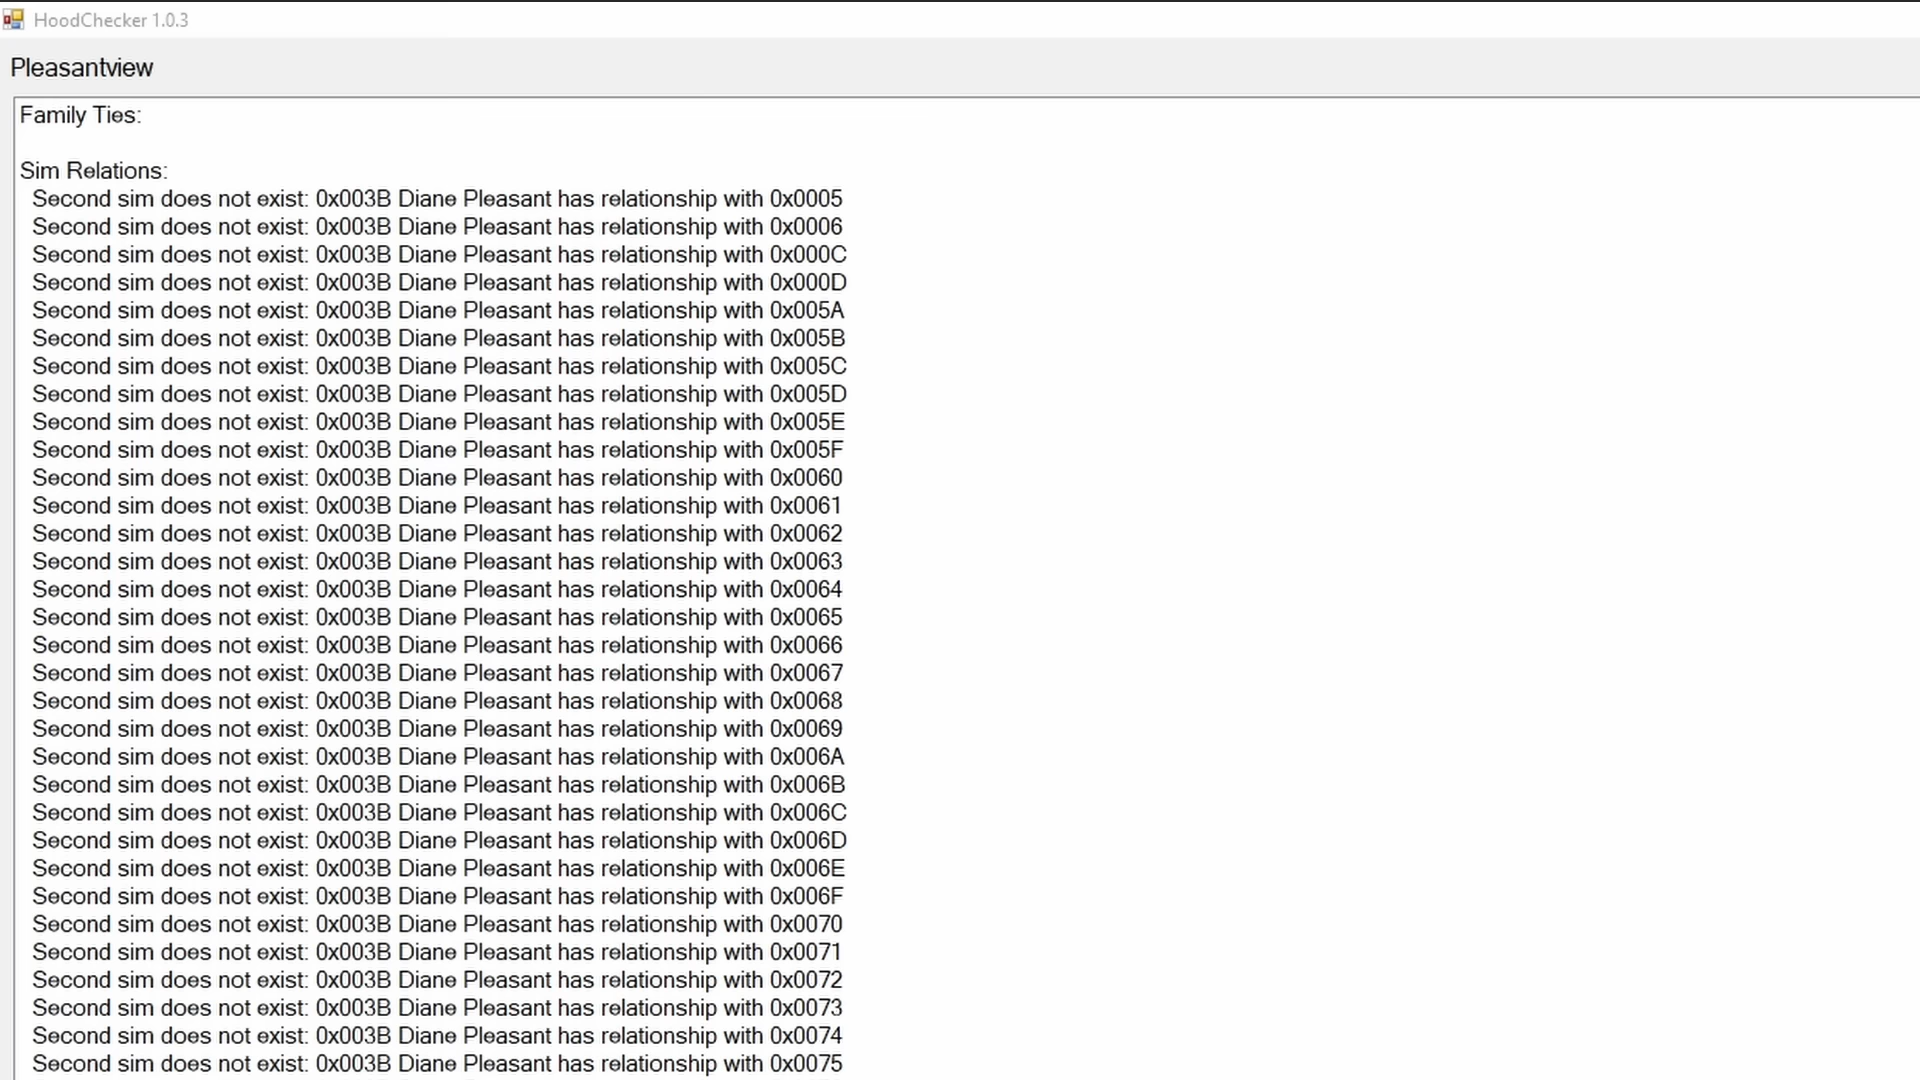 HoodChecker 1.0.3
Pleasantview
Family Ties:
Sim Relations:
Second sim does not exist: 0x003B Diane Pleasant has relationship with 0x0005
Second sim does not exist: 0x003B Diane Pleasant has relationship with 0x0006
Second sim does not exist: 0x003B Diane Pleasant has relationship with 0x000C
Second sim does not exist: 0x003B Diane Pleasant has relationship with 0x000D
Second sim does not exist: 0x003B Diane Pleasant has relationship with 0x005A
Second sim does not exist: 0x003B Diane Pleasant has relationship with 0x005B
Second sim does not exist: 0x003B Diane Pleasant has relationship with 0x005C
Second sim does not exist: 0x003B Diane Pleasant has relationship with 0x005D
Second sim does not exist: 0x003B Diane Pleasant has relationship with 0x005E
Second sim does not exist: 0x003B Diane Pleasant has relationship with 0x005F
Second sim does not exist: 0x003B Diane Pleasant has relationship with 0x0060
Second sim does not exist: 0x003B Diane Pleasant has relationship with 0x0061
Second sim does not exist: 0x003B Diane Pleasant has relationship with 0x0062
Second sim does not exist: 0x003B Diane Pleasant has relationship with 0x0063
Second sim does not exist: 0x003B Diane Pleasant has relationship with 0x0064
Second sim does not exist: 0x003B Diane Pleasant has relationship with 0x0065
Second sim does not exist: 0x003B Diane Pleasant has relationship with 0x0066
Second sim does not exist: 0x003B Diane Pleasant has relationship with 0x0067
Second sim does not exist: 0x003B Diane Pleasant has relationship with 0x0068
Second sim does not exist: 0x003B Diane Pleasant has relationship with 0x0069
Second sim does not exist: 0x003B Diane Pleasant has relationship with 0x006A
Second sim does not exist: 0x003B Diane Pleasant has relationship with 0x006B
Second sim does not exist: 0x003B Diane Pleasant has relationship with 0x006C
Second sim does not exist: 0x003B Diane Pleasant has relationship with 0x006D
Second sim does not exist: 0x003B Diane Pleasant has relationship with 0x006E
Second sim does not exist: 0x003B Diane Pleasant has relationship with 0x006F
Second sim does not exist: 0x003B Diane Pleasant has relationship with 0x0070
Second sim does not exist: 0x003B Diane Pleasant has relationship with 0x0071
Second sim does not exist: 0x003B Diane Pleasant has relationship with 0x0072
Second sim does not exist: 0x003B Diane Pleasant has relationship with 0x0073
Second sim does not exist: 0x003B Diane Pleasant has relationship with 0x0074
Second sim does not exist: 0x003B Diane Pleasant has relationship with 0x0075